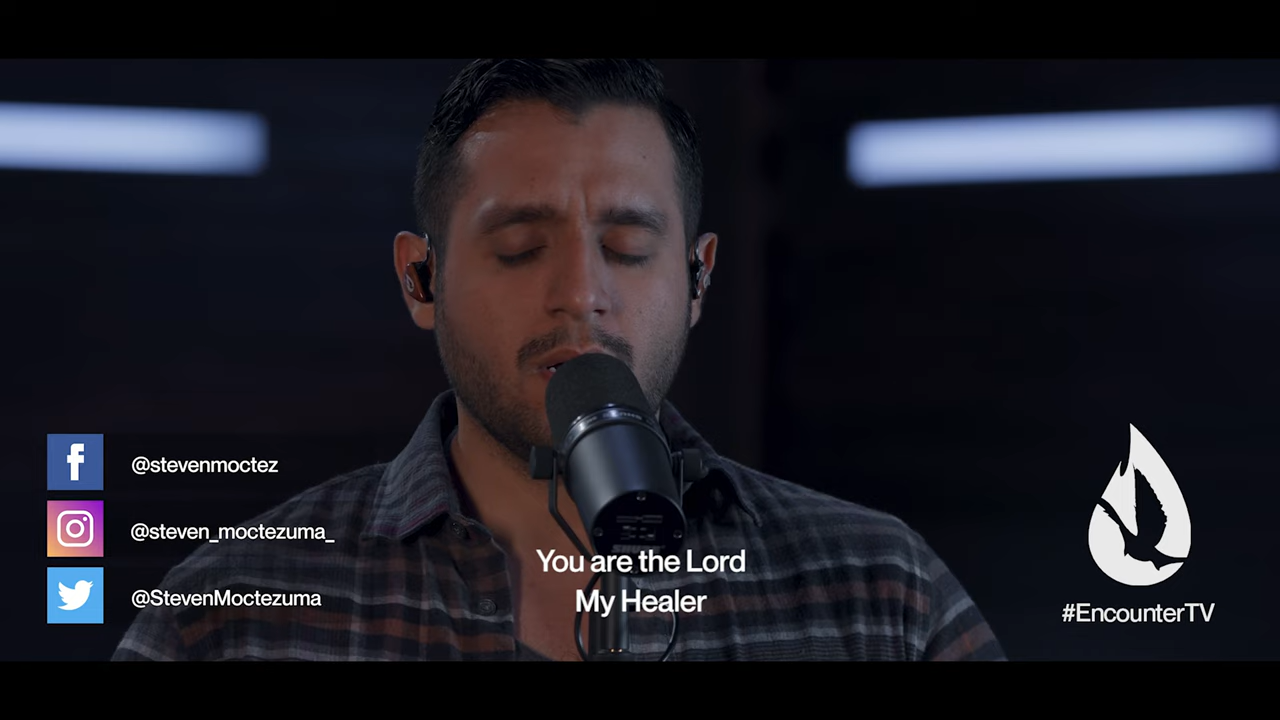 @stevenmoctez
@steven_moctezuma_
@StevenMoctezuma
You are the Lord
My Healer
#EncounterTV